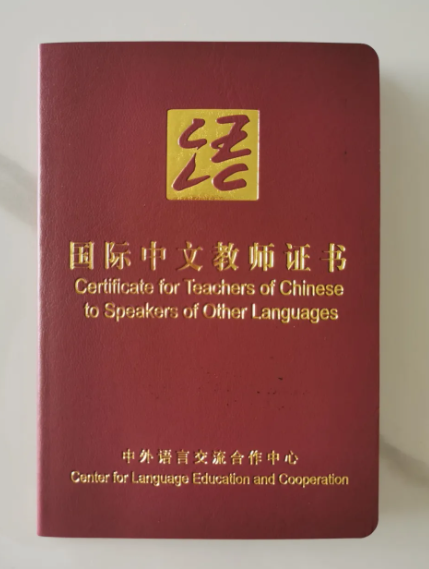 语
国际中文教师证书
Certificate for Teachers of Chinese
to Speakers of Other Languages
中外语言交流合作中心
Center for Language Education and Cooperation